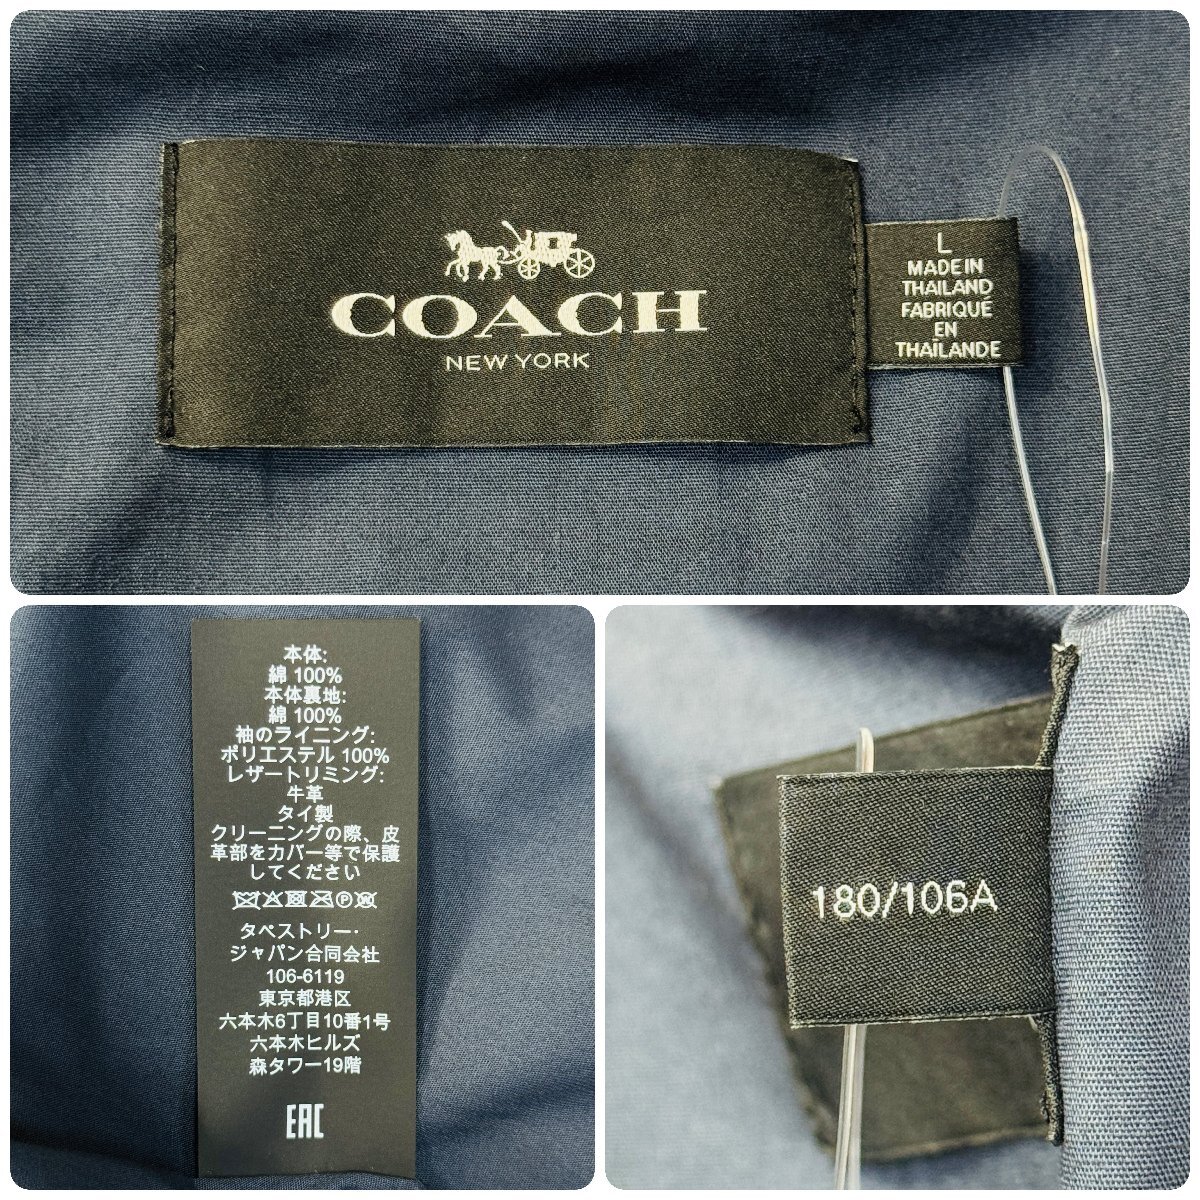 COACH
NEW YORK
L
MADE IN
THAILAND
FABRIQUÉ
EN
THAÏLANDE
本体:
綿 100%
本体裏地:
綿 100%
袖のライニング:
ポリエステル 100%
レザートリミング:
牛革
タイ製
クリーニングの際、皮
革部をカバー等で保護
してください
P W
タペストリー・
ジャパン合同会社
106-6119
東京都港区
六本木6丁目10番1号
六本木ヒルズ
森タワー19階
EAC
180/106A